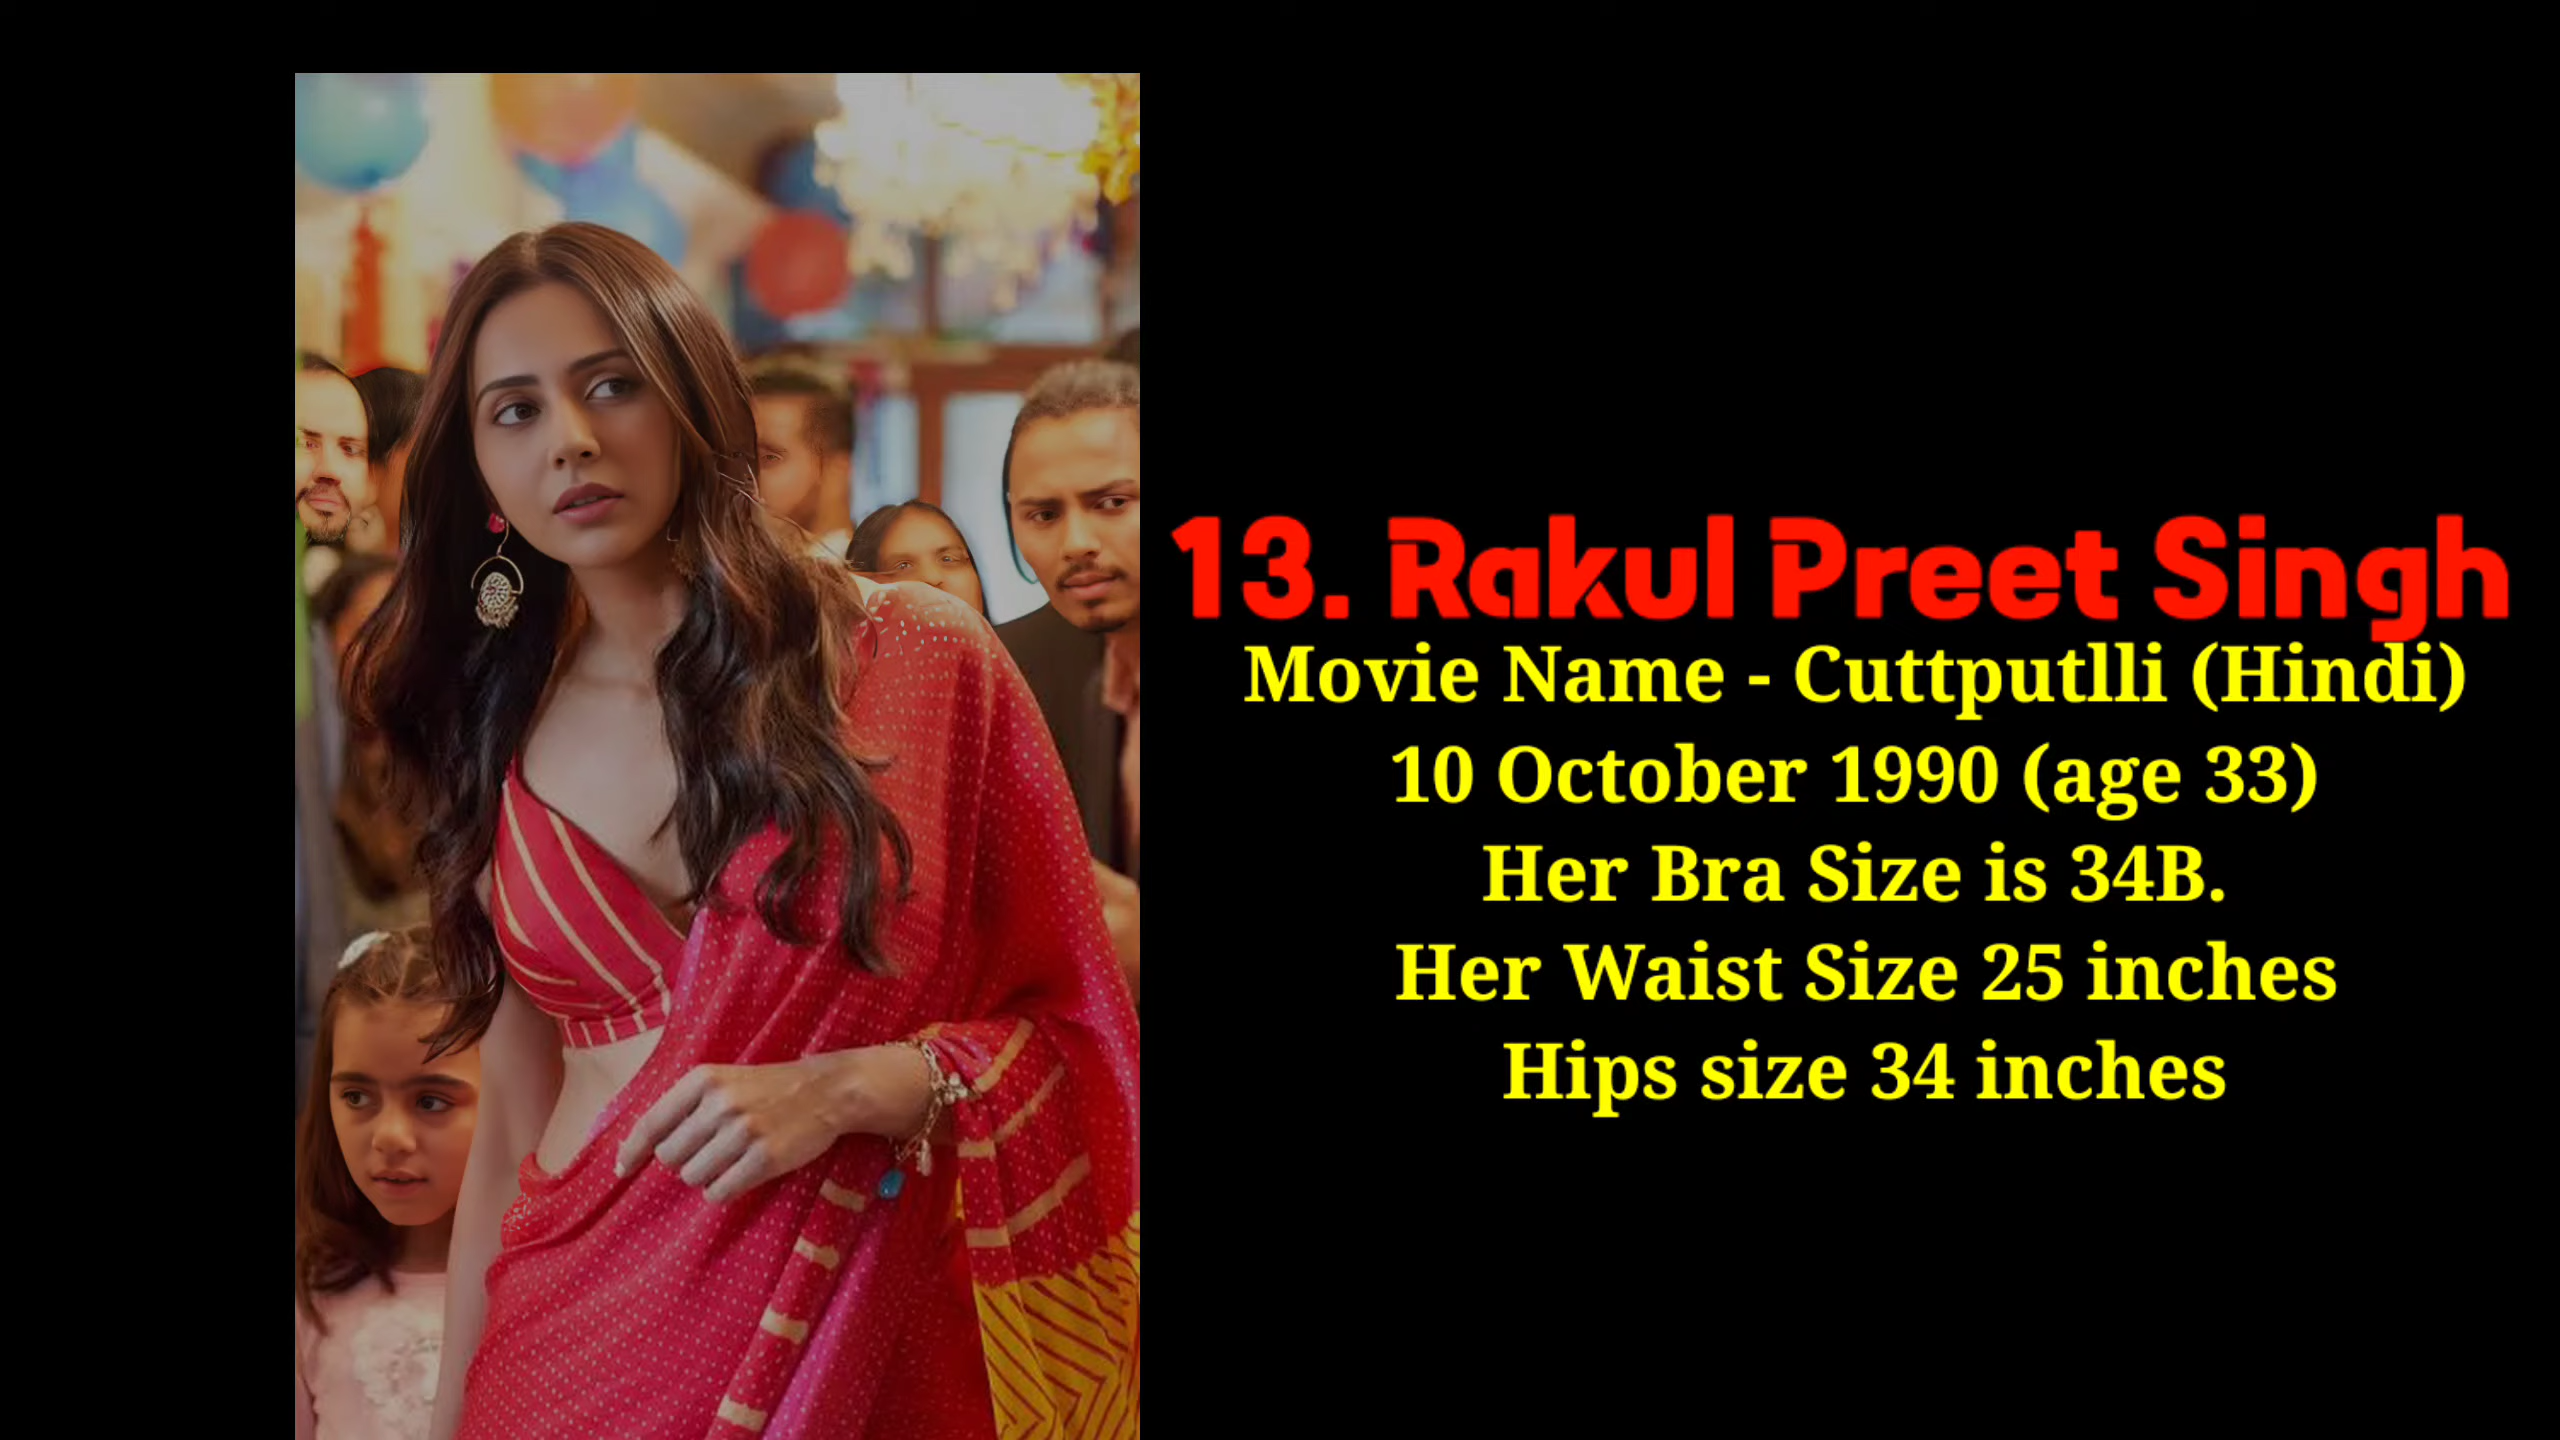 13. Rakul Preet Singh
Movie Name - Cuttputlli (Hindi)
10 October 1990 (age 33)
Her Bra Size is 34B.
Her Waist Size 25 inches
Hips size 34 inches